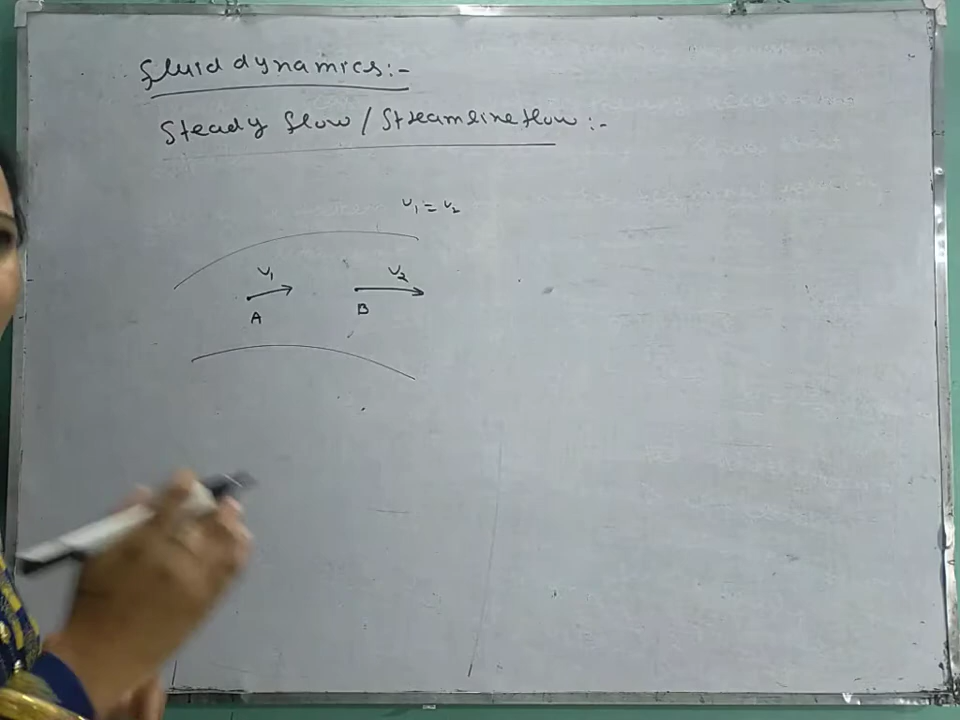 fluid dynamics:-
Steady flow / Streamline flow :-
v₁ = v₂
v₁ v₂
A B